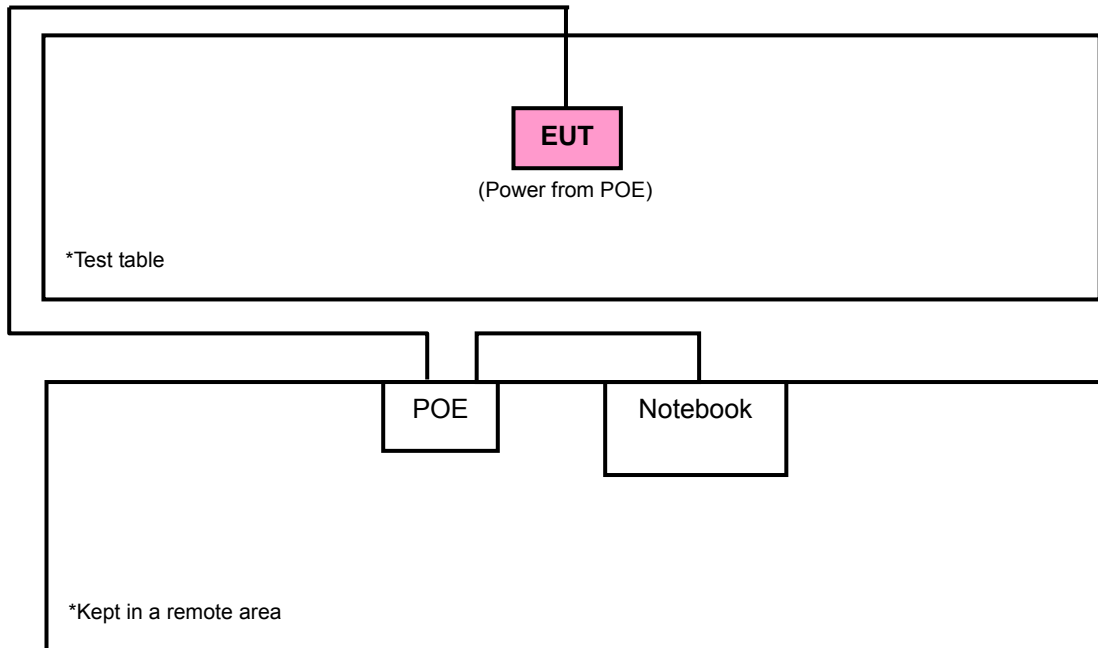 EUT
(Power from POE)
*Test table
POE
Notebook
*Kept in a remote area